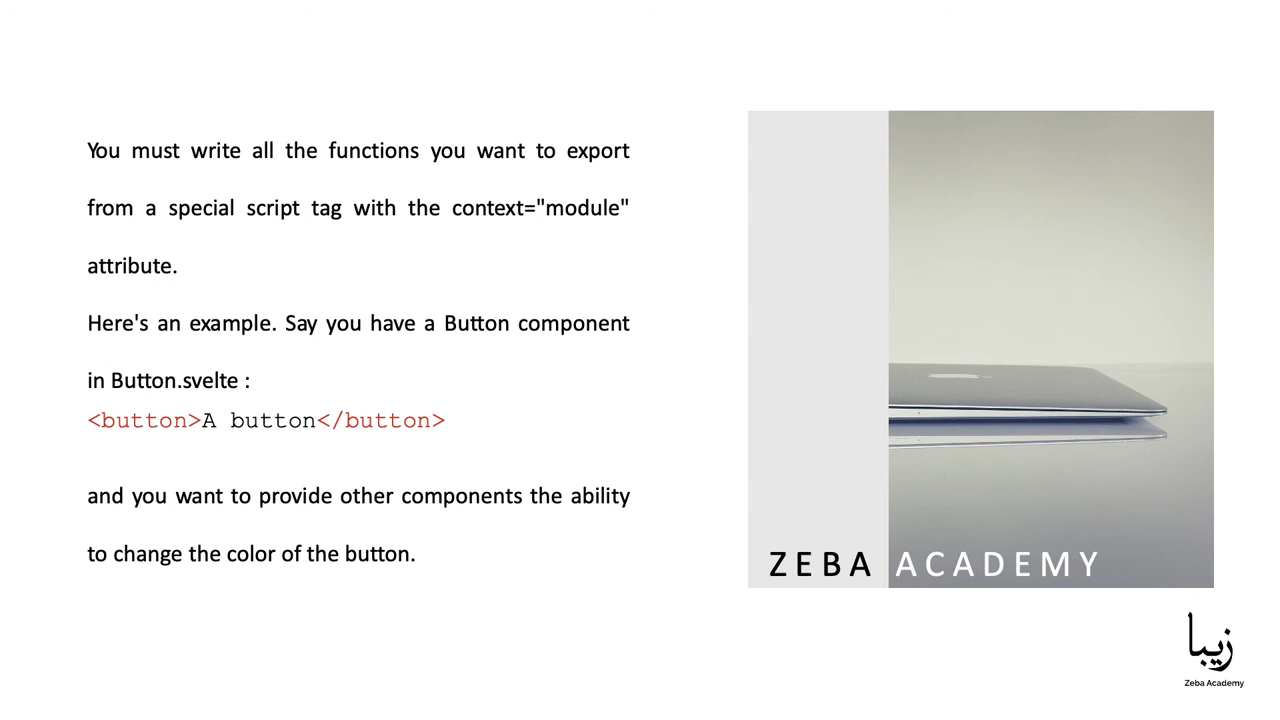 You must write all the functions you want to export
from a special script tag with the context="module"
attribute.
Here's an example. Say you have a Button component
in Button.svelte :
<button>A button</button>
and you want to provide other components the ability
to change the color of the button.
ZEBA ACADEMY
زیبا
Zeba Academy